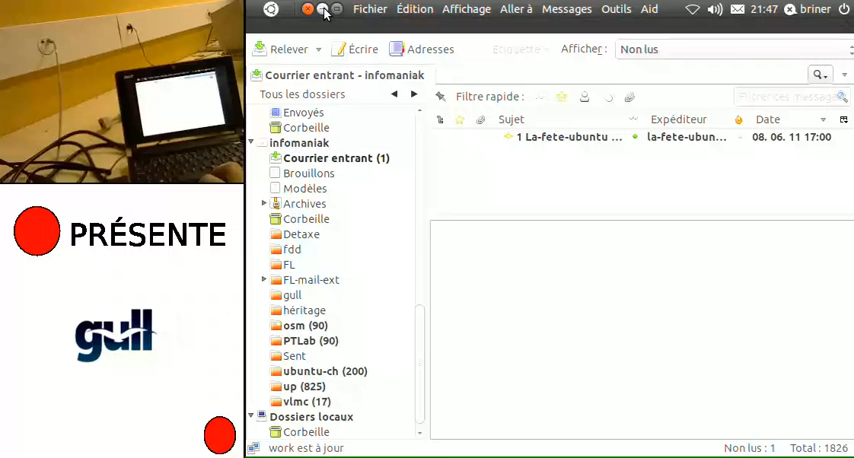 Fichier Édition Affichage Aller à Messages Outils Aid 21:47 briner
Relever Écrire Adresses Étiquette Afficher: Non lus
Courrier entrant - infomaniak
Tous les dossiers
Filtre rapide : Filtrer ces messages
Sujet Expéditeur Date
1 La-fete-ubuntu ... la-fete-ubun... 08. 06. 11 17:00
Envoyés
Corbeille
infomaniak
Courrier entrant (1)
Brouillons
Modèles
Archives
Corbeille
Detaxe
fdd
FL
FL-mail-ext
gull
héritage
osm (90)
PTLab (90)
Sent
ubuntu-ch (200)
up (825)
vlmc (17)
Dossiers locaux
Corbeille
work est à jour Non lus : 1 Total : 1826
PRÉSENTE
gull